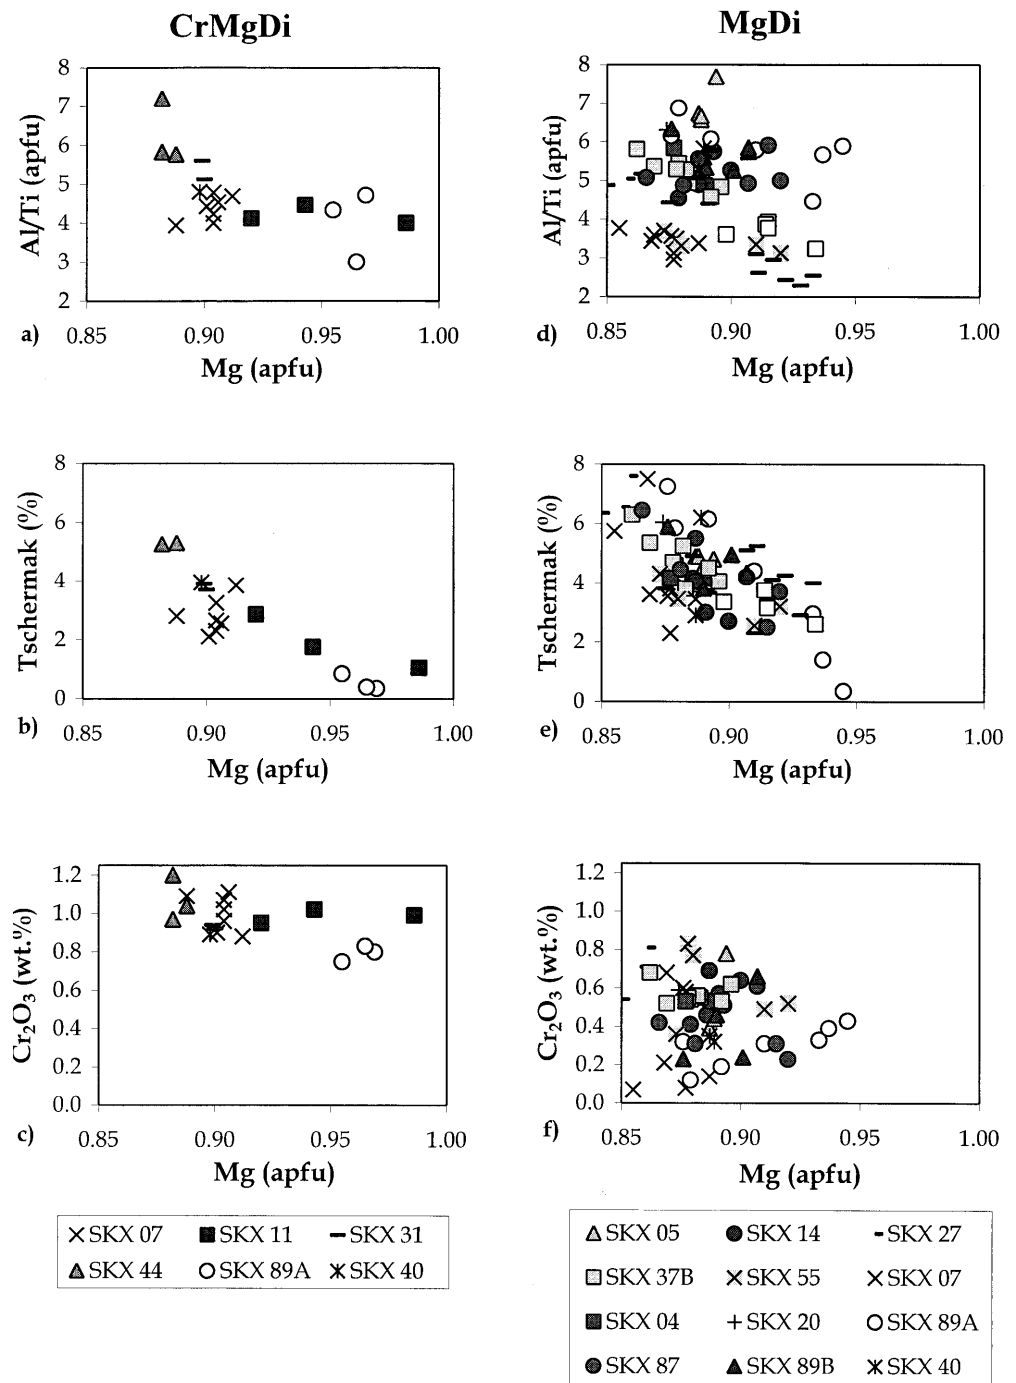 CrMgDi
MgDi
8
7
6
5
4
3
2
Al/Ti (apfu)
a)
0.85 0.90 0.95 1.00
Mg (apfu)
8
7
6
5
4
3
2
Al/Ti (apfu)
d)
0.85 0.90 0.95 1.00
Mg (apfu)
8
6
4
2
0
Tschermak (%)
b)
0.85 0.90 0.95 1.00
Mg (apfu)
8
6
4
2
0
Tschermak (%)
e)
0.85 0.90 0.95 1.00
Mg (apfu)
1.2
1.0
0.8
0.6
0.4
0.2
0.0
Cr₂O₃ (wt.%)
c)
0.85 0.90 0.95 1.00
Mg (apfu)
1.2
1.0
0.8
0.6
0.4
0.2
0.0
Cr₂O₃ (wt.%)
f)
0.85 0.90 0.95 1.00
Mg (apfu)
SKX 07 SKX 11 SKX 31
SKX 44 SKX 89A SKX 40
SKX 05 SKX 14 SKX 27
SKX 37B SKX 55 SKX 07
SKX 04 SKX 20 SKX 89A
SKX 87 SKX 89B SKX 40